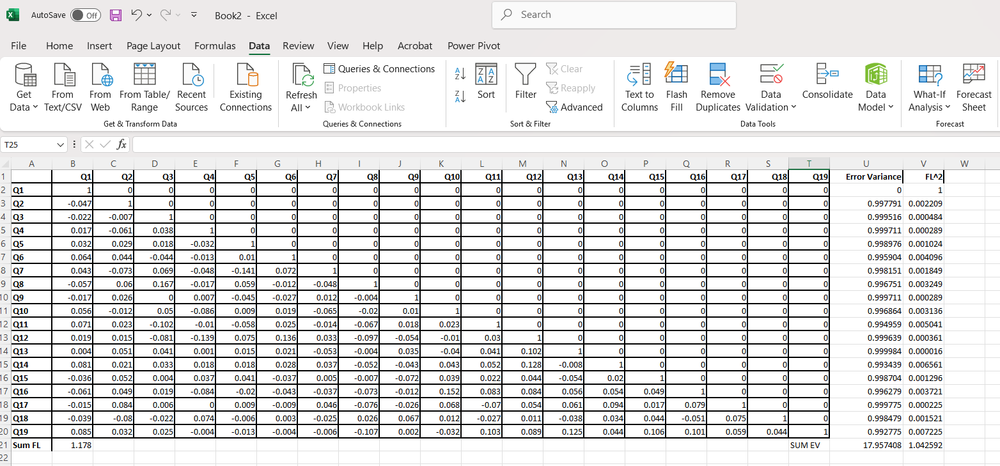 AutoSave Off Book2 - Excel Search
File Home Insert Page Layout Formulas Data Review View Help Acrobat Power Pivot
Get Data From Text/CSV From Web From Table/ Range Recent Sources Existing Connections Refresh All Queries & Connections Properties Workbook Links Sort Filter Clear Reapply Advanced Text to Columns Flash Fill Remove Duplicates Data Validation Consolidate Data Model What-If Analysis Forecast Sheet
Get & Transform Data Queries & Connections Sort & Filter Data Tools Forecast
T25 fx
A B C D E F G H I J K L M N O P Q R S T U V W
1 Q1 Q2 Q3 Q4 Q5 Q6 Q7 Q8 Q9 Q10 Q11 Q12 Q13 Q14 Q15 Q16 Q17 Q18 Q19 Error Variance FL^2
2 Q1 1 0 0 0 0 0 0 0 0 0 0 0 0 0 0 0 0 0 0 0 1
3 Q2 -0.047 1 0 0 0 0 0 0 0 0 0 0 0 0 0 0 0 0 0 0.997791 0.002209
4 Q3 -0.022 -0.007 1 0 0 0 0 0 0 0 0 0 0 0 0 0 0 0 0 0.999516 0.000484
5 Q4 0.017 -0.061 0.038 1 0 0 0 0 0 0 0 0 0 0 0 0 0 0 0 0.999711 0.000289
6 Q5 0.032 0.029 0.018 -0.032 1 0 0 0 0 0 0 0 0 0 0 0 0 0 0 0.998976 0.001024
7 Q6 0.064 0.044 -0.044 -0.013 0.01 1 0 0 0 0 0 0 0 0 0 0 0 0 0 0.995904 0.004096
8 Q7 0.043 -0.073 0.069 -0.048 -0.141 0.072 1 0 0 0 0 0 0 0 0 0 0 0 0 0.998151 0.001849
9 Q8 -0.057 0.06 0.167 -0.017 0.059 -0.012 -0.048 1 0 0 0 0 0 0 0 0 0 0 0 0.996751 0.003249
10 Q9 -0.017 0.026 0 0.007 -0.045 -0.027 0.012 -0.004 1 0 0 0 0 0 0 0 0 0 0 0.999711 0.000289
11 Q10 0.056 -0.012 0.05 -0.086 0.009 0.019 -0.065 -0.02 0.01 1 0 0 0 0 0 0 0 0 0 0.996864 0.003136
12 Q11 0.071 0.023 -0.102 -0.01 -0.058 0.025 -0.014 -0.067 0.018 0.023 1 0 0 0 0 0 0 0 0 0.994959 0.005041
13 Q12 0.019 0.015 -0.081 -0.139 0.075 0.136 0.033 -0.097 -0.054 -0.01 0.03 1 0 0 0 0 0 0 0 0.999639 0.000361
14 Q13 0.004 0.051 0.041 0.001 0.015 0.021 -0.053 -0.004 0.035 -0.04 0.041 0.102 1 0 0 0 0 0 0 0.999984 0.000016
15 Q14 0.081 0.021 0.033 0.018 0.018 0.028 0.037 -0.052 -0.043 0.043 0.052 0.128 -0.008 1 0 0 0 0 0 0.993439 0.006561
16 Q15 -0.036 0.052 0.004 0.037 0.041 -0.037 0.005 -0.007 -0.072 0.039 0.022 0.044 -0.054 0.02 1 0 0 0 0 0.998704 0.001296
17 Q16 -0.061 0.049 0.019 -0.084 -0.02 -0.043 -0.037 -0.073 -0.012 0.152 0.083 0.084 0.056 0.054 0.049 1 0 0 0 0.996279 0.003721
18 Q17 -0.015 0.084 0.006 0 0.009 -0.009 0.046 -0.076 -0.026 0.068 -0.07 0.054 0.061 0.094 0.017 0.079 1 0 0 0.999775 0.000225
19 Q18 -0.039 -0.08 -0.022 0.074 -0.006 0.003 -0.025 0.026 0.067 0.012 -0.027 0.011 -0.038 0.034 0.044 -0.051 0.075 1 0 0.998479 0.001521
20 Q19 0.085 0.032 0.025 -0.004 -0.013 -0.004 -0.006 -0.107 0.002 -0.032 0.103 0.089 0.125 0.044 0.106 0.101 0.059 0.044 1 0.992775 0.007225
21 Sum FL 1.178 SUM EV 17.957408 1.042592
22